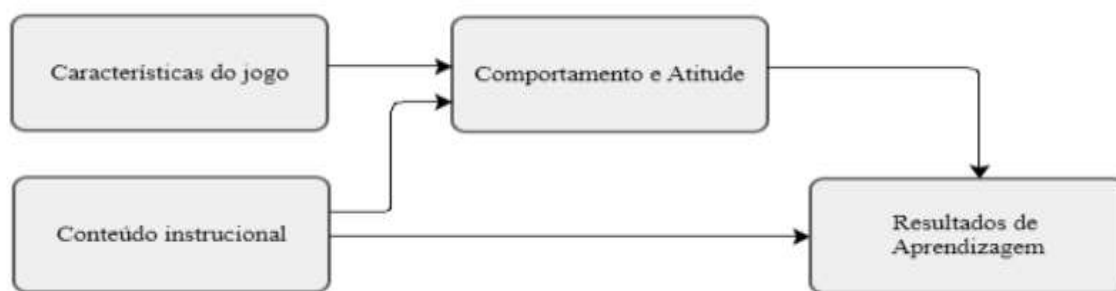 Características do jogo
Comportamento e Atitude
Conteúdo instrucional
Resultados de
Aprendizagem